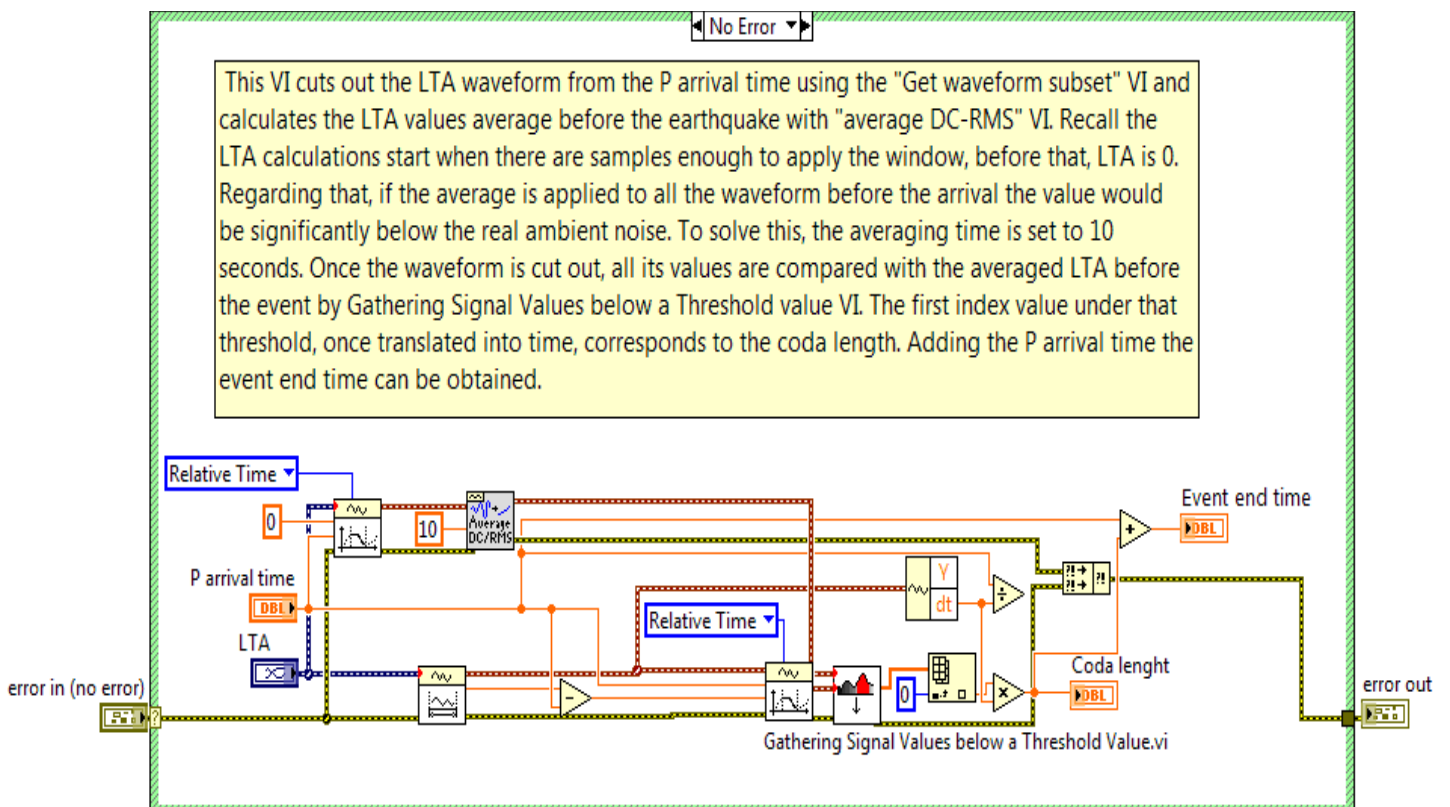 No Error
This VI cuts out the LTA waveform from the P arrival time using the "Get waveform subset" VI and
calculates the LTA values average before the earthquake with "average DC-RMS" VI. Recall the
LTA calculations start when there are samples enough to apply the window, before that, LTA is 0.
Regarding that, if the average is applied to all the waveform before the arrival the value would
be significantly below the real ambient noise. To solve this, the averaging time is set to 10
seconds. Once the waveform is cut out, all its values are compared with the averaged LTA before
the event by Gathering Signal Values below a Threshold value VI. The first index value under that
threshold, once translated into time, corresponds to the coda length. Adding the P arrival time the
event end time can be obtained.
Relative Time
0
10
Average
DC/RMS
Event end time
DBL
P arrival time
DBL
Y
dt
Relative Time
LTA
Coda lenght
DBL
0
error in (no error)
error out
Gathering Signal Values below a Threshold Value.vi